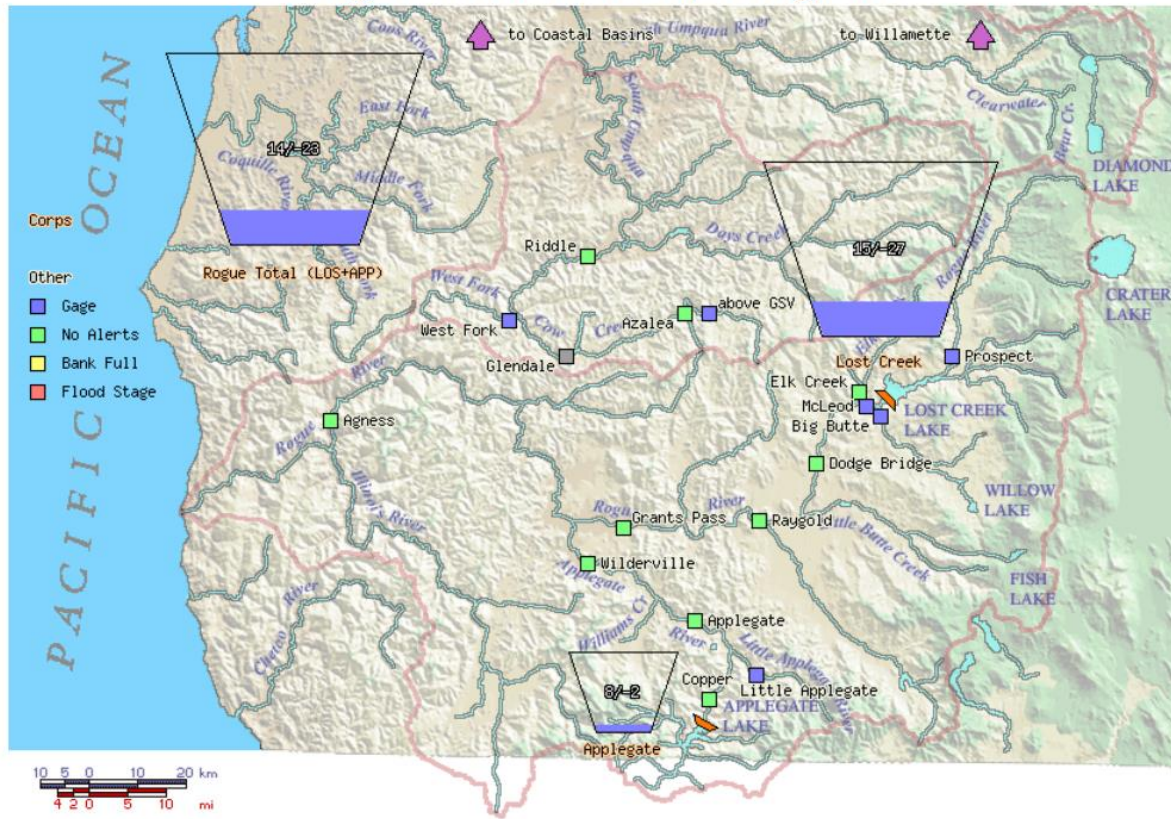 to Coastal Basins
to Willamette
Coos River
th Umpqua River
South Umpqua
Clearwater
Bear Cr.
DIAMOND
LAKE
East Fork
14/-23
Coquille River
Middle Fork
PACIFIC OCEAN
Corps
Other
Gage
No Alerts
Bank Full
Flood Stage
Rogue Total (LOS+APP)
Riddle
Days Creek
15/-27
Rogue River
CRATER
LAKE
West Fork
West Fork
Cow Creek
Azalea
above GSV
Glendale
Lost Creek
Prospect
Elk Creek
McLeod
Big Butte
LOST CREEK
LAKE
Agness
Rogue River
Illinois River
Dodge Bridge
WILLOW
LAKE
Rogue River
Grants Pass
Raygold
Little Butte Creek
Wilderville
Applegate River
FISH
LAKE
Chetco River
Williams Cr
Applegate
Little Applegate River
8/-2
Copper
Little Applegate
APPLEGATE
LAKE
Applegate
10 5 0 10 20 km
4 2 0 5 10 mi